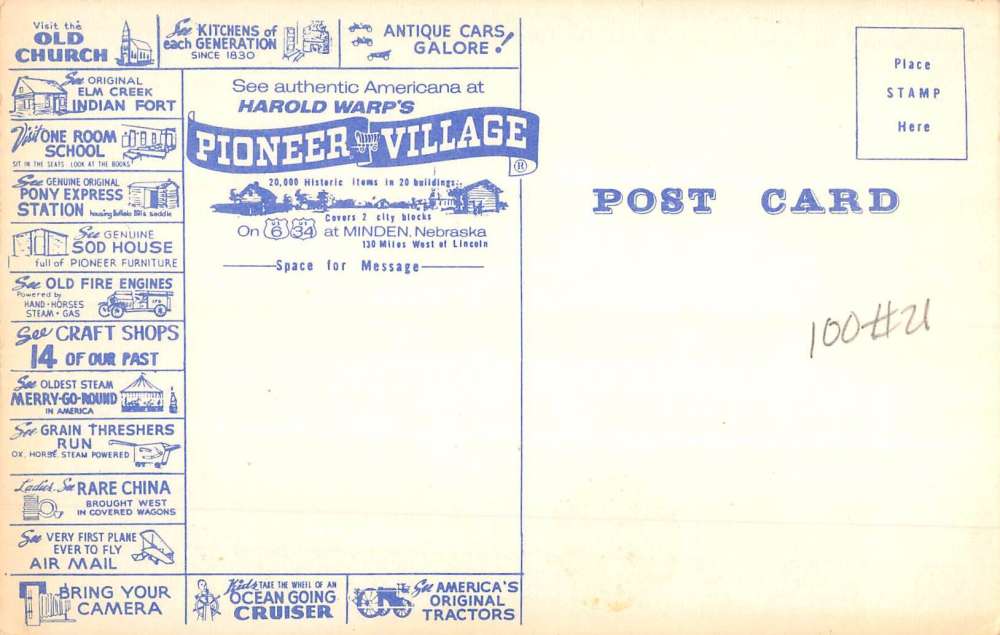 Visit the
OLD
CHURCH
See KITCHENS of
each GENERATION
SINCE 1830
ANTIQUE CARS
GALORE!
See ORIGINAL
ELM CREEK
INDIAN FORT
Visit ONE ROOM
SCHOOL
SIT IN THE SEATS LOOK AT THE BOOKS
See GENUINE ORIGINAL
PONY EXPRESS
STATION
See GENUINE
SOD HOUSE
full of PIONEER FURNITURE
See OLD FIRE ENGINES
Powered by
HAND - HORSES
STEAM - GAS
See CRAFT SHOPS
14 OF OUR PAST
See OLDEST STEAM
MERRY-GO-ROUND
IN AMERICA
See GRAIN THRESHERS
RUN
OX, HORSE, STEAM POWERED
Ladies. See RARE CHINA
BROUGHT WEST
IN COVERED WAGONS
See VERY FIRST PLANE
EVER TO FLY
AIR MAIL
BRING YOUR
CAMERA
Kids TAKE THE WHEEL OF AN
OCEAN GOING
CRUISER
See AMERICA'S
ORIGINAL
TRACTORS
See authentic Americana at
HAROLD WARP'S
PIONEER VILLAGE ®
20,000 Historic items in 20 buildings
Covers 2 city blocks
On 6 34 at MINDEN, Nebraska
130 Miles West of Lincoln
Space for Message
Place
STAMP
Here
POST CARD
100#21